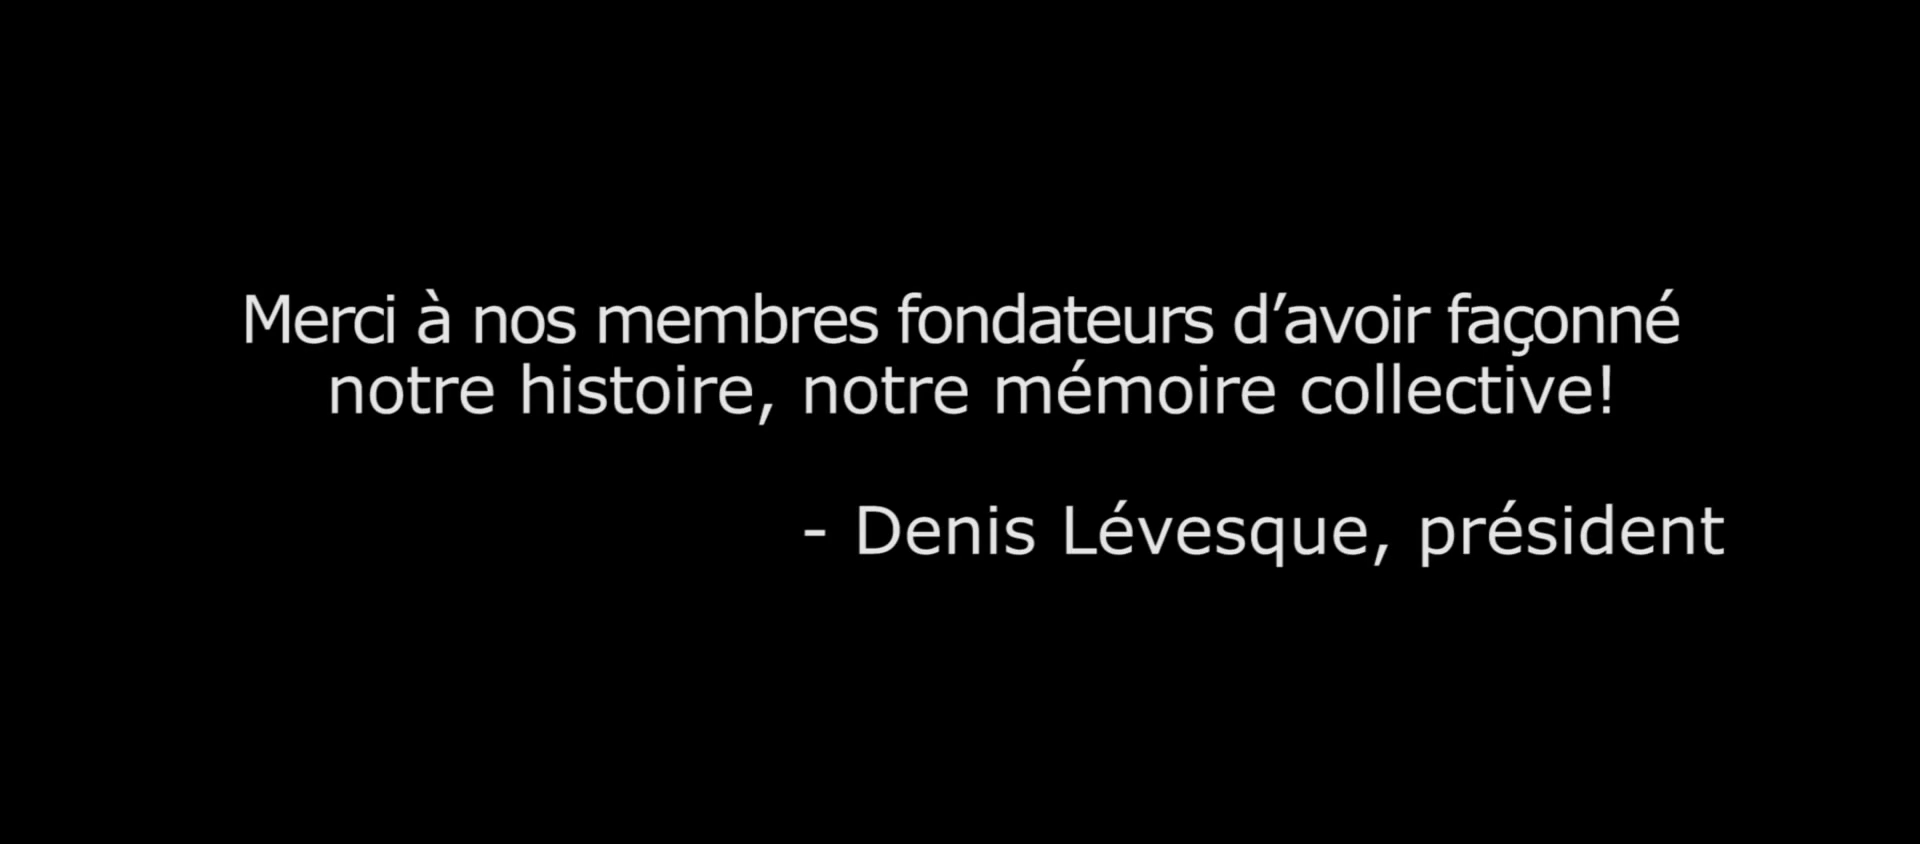 Merci à nos membres fondateurs d’avoir façonné
notre histoire, notre mémoire collective!
- Denis Lévesque, président